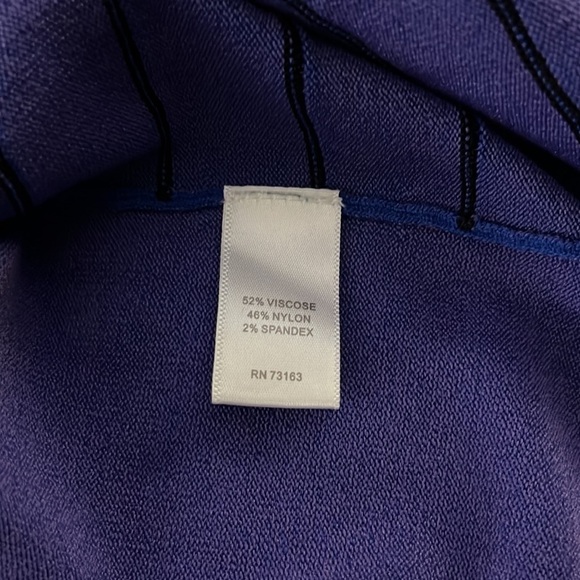 52% VISCOSE
46% NYLON
2% SPANDEX
RN 73163